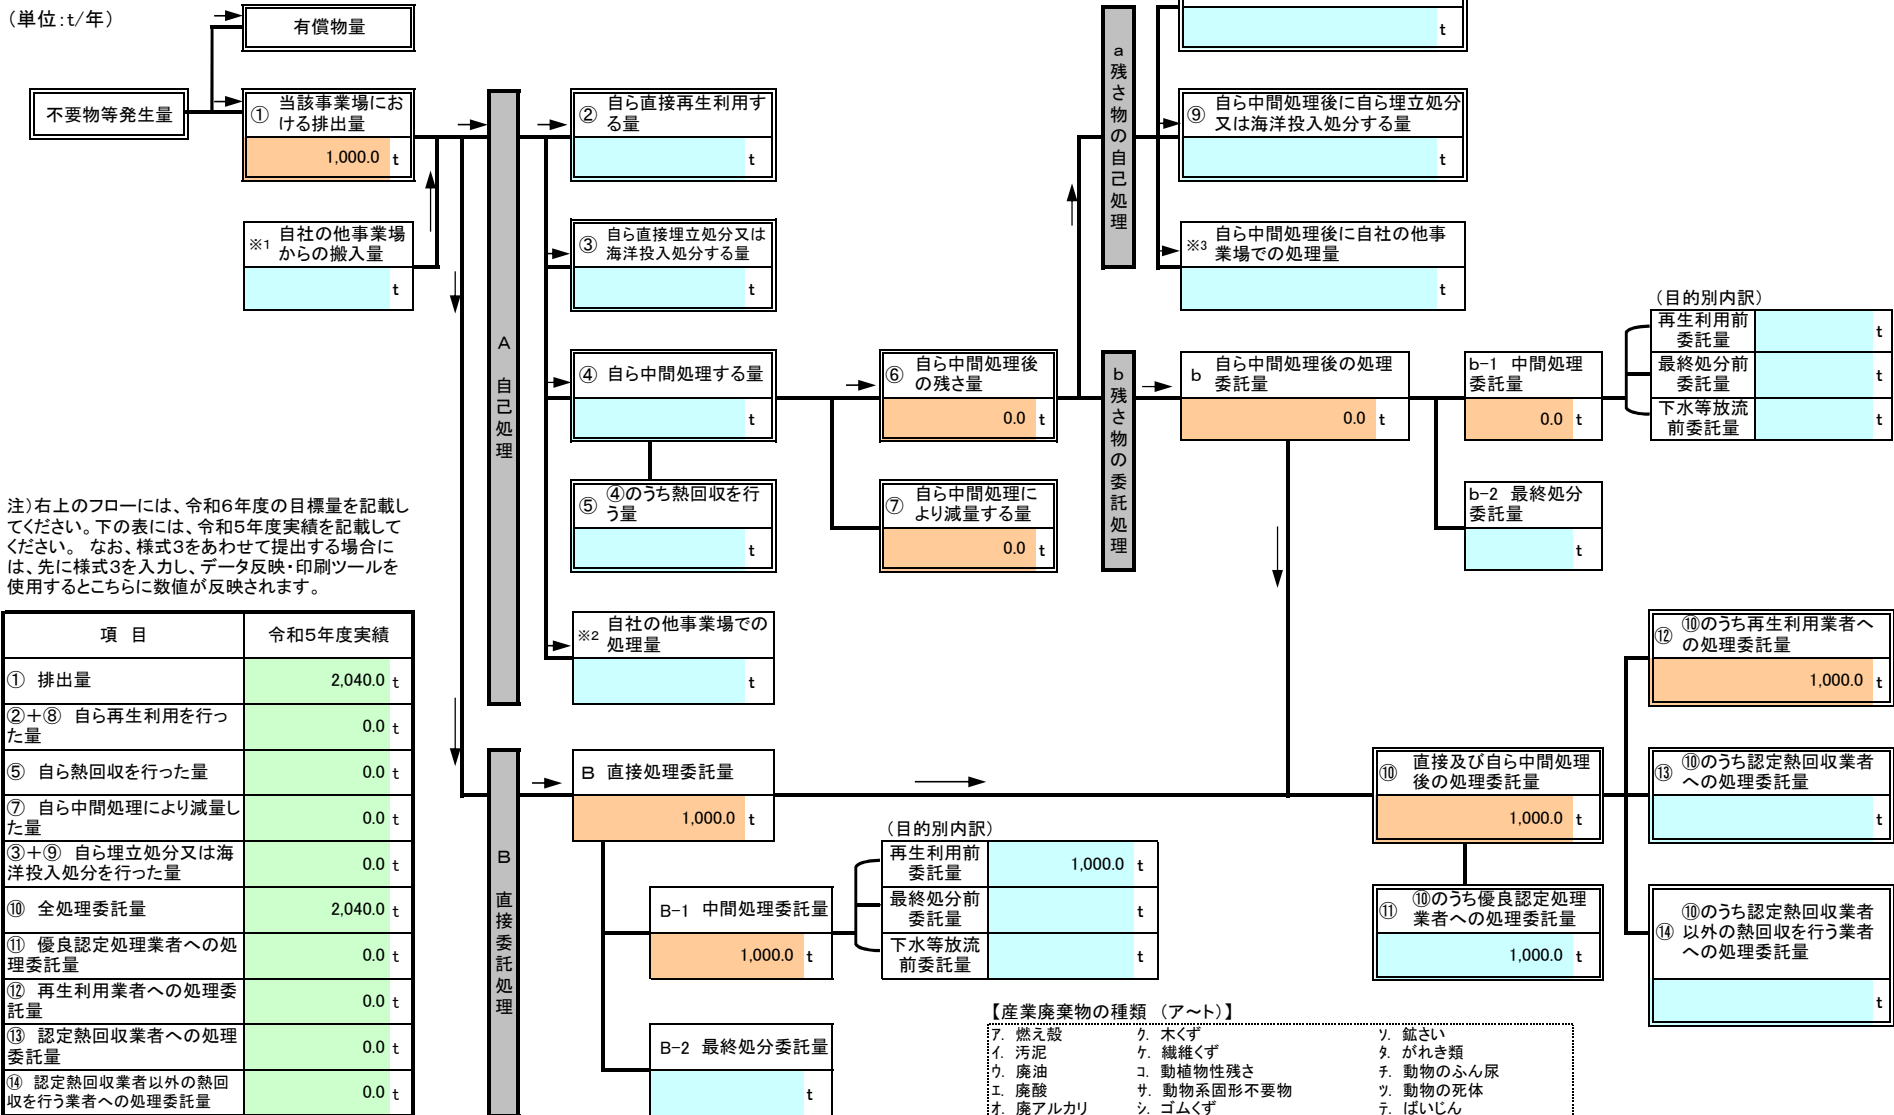 (単位:t/年)
有償物量
不要物等発生量
① 当該事業場にお
ける排出量
1,000.0 t
※1 自社の他事業場
からの搬入量
t
A 自己処理
② 自ら直接再生利用す
る量
t
③ 自ら直接埋立処分又は
海洋投入処分する量
t
④ 自ら中間処理する量
t
⑤ ④のうち熱回収を行
う量
t
※2 自社の他事業場での
処理量
t
⑥ 自ら中間処理後
の残さ量
0.0 t
⑦ 自ら中間処理に
より減量する量
0.0 t
a 残さ物の自己処理
t
⑨ 自ら中間処理後に自ら埋立処分
又は海洋投入処分する量
t
※3 自ら中間処理後に自社の他事
業場での処理量
t
b 残さ物の委託処理
b 自ら中間処理後の処理
委託量
0.0 t
b-1 中間処理
委託量
0.0 t
(目的別内訳)
再生利用前
委託量
t
最終処分前
委託量
t
下水等放流
前委託量
t
b-2 最終処分
委託量
t
注)右上のフローには、令和6年度の目標量を記載し
てください。下の表には、令和5年度実績を記載して
ください。 なお、様式3をあわせて提出する場合に
は、先に様式3を入力し、データ反映・印刷ツールを
使用するとこちらに数値が反映されます。
項 目 令和5年度実績
① 排出量 2,040.0 t
②+⑧ 自ら再生利用を行っ
た量 0.0 t
⑤ 自ら熱回収を行った量 0.0 t
⑦ 自ら中間処理により減量し
た量 0.0 t
③+⑨ 自ら埋立処分又は海
洋投入処分を行った量 0.0 t
⑩ 全処理委託量 2,040.0 t
⑪ 優良認定処理業者への処
理委託量 0.0 t
⑫ 再生利用業者への処理委
託量 0.0 t
⑬ 認定熱回収業者への処理
委託量 0.0 t
⑭ 認定熱回収業者以外の熱回
収を行う業者への処理委託量 0.0 t
B 直接委託処理
B 直接処理委託量
1,000.0 t
B-1 中間処理委託量
1,000.0 t
B-2 最終処分委託量
t
(目的別内訳)
再生利用前
委託量
1,000.0 t
最終処分前
委託量
t
下水等放流
前委託量
t
⑩ 直接及び自ら中間処理
後の処理委託量
1,000.0 t
⑪ ⑩のうち優良認定処理
業者への処理委託量
1,000.0 t
⑫ ⑩のうち再生利用業者へ
の処理委託量
1,000.0 t
⑬ ⑩のうち認定熱回収業者
への処理委託量
t
⑭ ⑩のうち認定熱回収業者
以外の熱回収を行う業者
への処理委託量
t
【産業廃棄物の種類 (ア~ト)】
ア. 燃え殻 ク. 木くず ソ. 鉱さい
イ. 汚泥 ケ. 繊維くず タ. がれき類
ウ. 廃油 コ. 動植物性残さ チ. 動物のふん尿
エ. 廃酸 サ. 動物系固形不要物 ツ. 動物の死体
オ. 廃アルカリ シ. ゴムくず テ. ばいじん